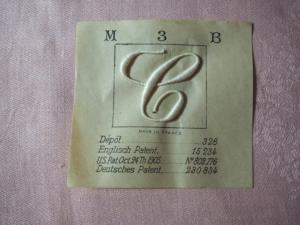 M 3 B
C
MADE IN FRANCE
Dépôt. 328
Englisch Patent. 15 234
U.S. Pat. Oct. 24 Th 1905 No 802.776
Deutsches Patent. 230 834